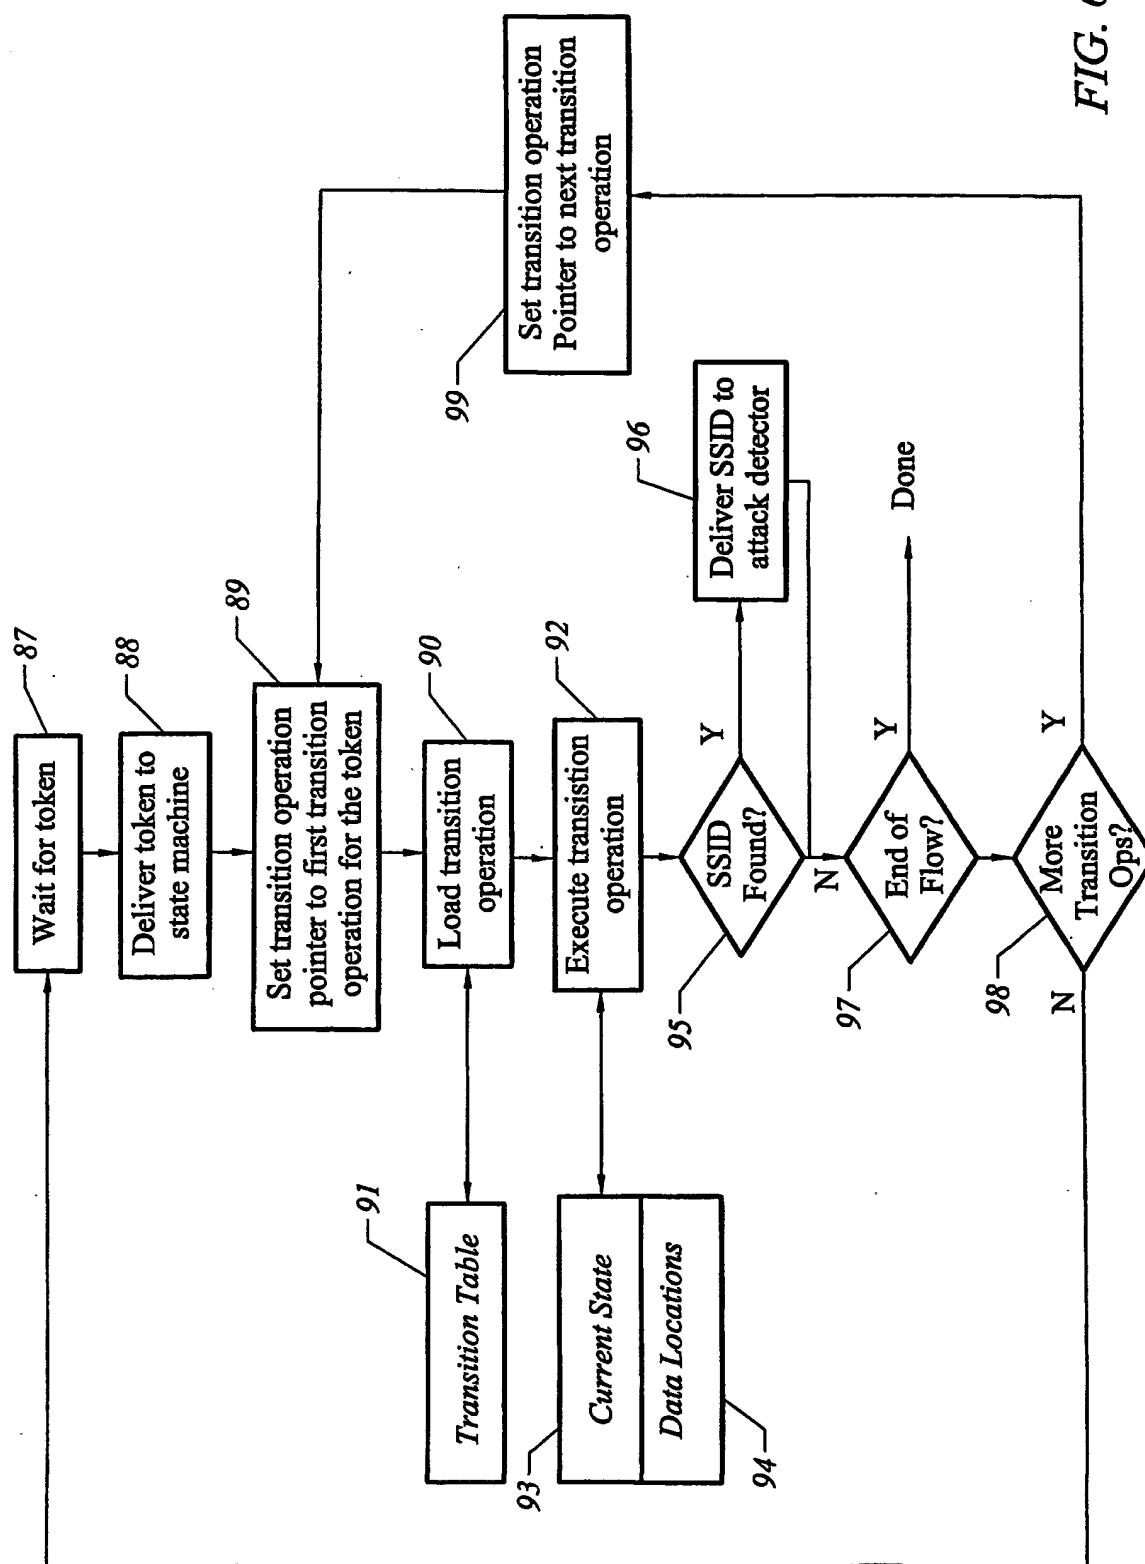 87
Wait for token
88
Deliver token to
state machine
89
Set transition operation
pointer to first transition
operation for the token
90
Load transition
operation
91
Transition Table
92
Execute transistion
operation
93
Current State
Data Locations
94
95
SSID
Found?
Y
N
96
Deliver SSID to
attack detector
97
End of
Flow?
Y
Done
98
More
Transition
Ops?
Y
N
99
Set transition operation
Pointer to next transition
operation
FIG.